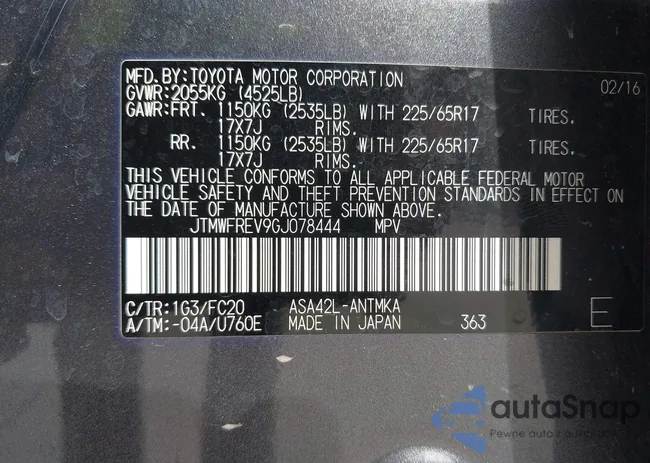 MFD.BY:TOYOTA MOTOR CORPORATION 02/16
GVWR:2055KG (4525LB)
GAWR:FRT. 1150KG (2535LB) WITH 225/65R17 TIRES.
17X7J RIMS.
RR. 1150KG (2535LB) WITH 225/65R17 TIRES.
17X7J RIMS.
THIS VEHICLE CONFORMS TO ALL APPLICABLE FEDERAL MOTOR
VEHICLE SAFETY AND THEFT PREVENTION STANDARDS IN EFFECT ON
THE DATE OF MANUFACTURE SHOWN ABOVE.
JTMWFREV9GJ078444 MPV
C/TR:1G3/FC20 ASA42L-ANTMKA
A/TM:-04A/U760E MADE IN JAPAN 363 E
autaSnap
Pewne auto z